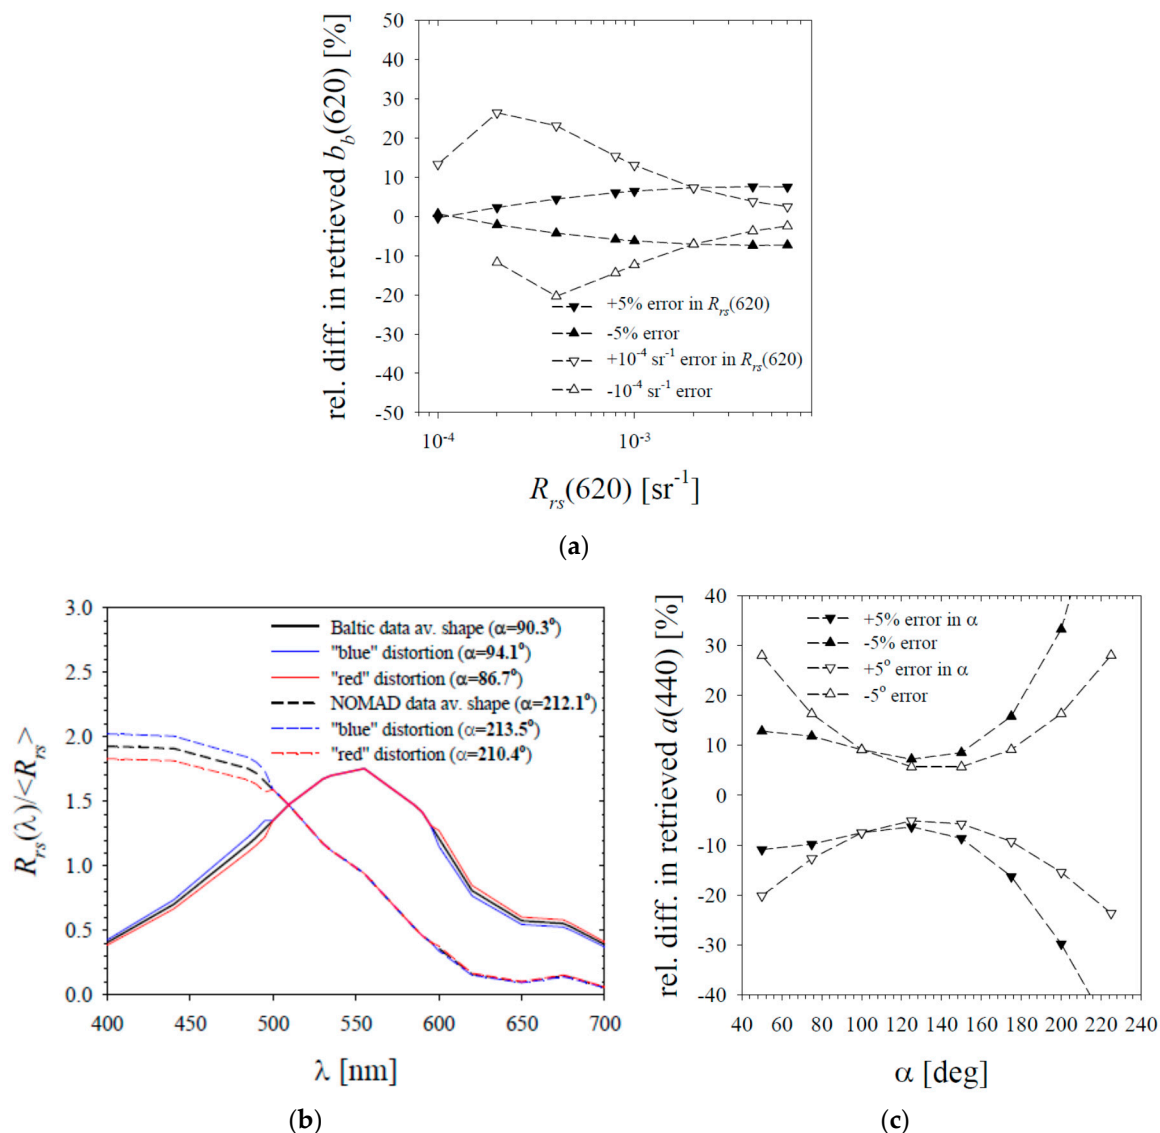 rel. diff. in retrieved b_b(620) [%]
50
40
30
20
10
0
-10
-20
-30
-40
-50
+5% error in R_rs(620)
-5% error
+10^-4 sr^-1 error in R_rs(620)
-10^-4 sr^-1 error
10^-4
10^-3
R_rs(620) [sr^-1]
(a)
R_rs(λ)/<R_rs>
3.0
2.5
2.0
1.5
1.0
0.5
0.0
Baltic data av. shape (α=90.3°)
"blue" distortion (α=94.1°)
"red" distortion (α=86.7°)
NOMAD data av. shape (α=212.1°)
"blue" distortion (α=213.5°)
"red" distortion (α=210.4°)
400 450 500 550 600 650 700
λ [nm]
(b)
rel. diff. in retrieved a(440) [%]
40
30
20
10
0
-10
-20
-30
-40
+5% error in α
-5% error
+5° error in α
-5° error
40 60 80 100 120 140 160 180 200 220 240
α [deg]
(c)